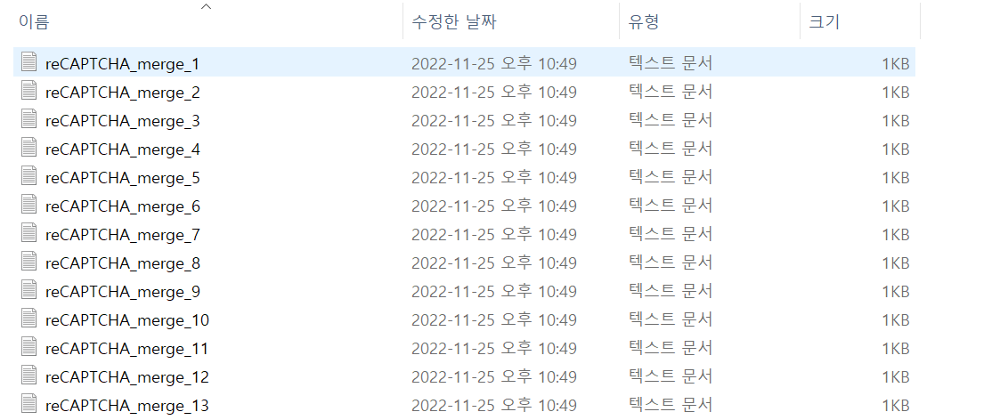 이름 수정한 날짜 유형 크기
reCAPTCHA_merge_1 2022-11-25 오후 10:49 텍스트 문서 1KB
reCAPTCHA_merge_2 2022-11-25 오후 10:49 텍스트 문서 1KB
reCAPTCHA_merge_3 2022-11-25 오후 10:49 텍스트 문서 1KB
reCAPTCHA_merge_4 2022-11-25 오후 10:49 텍스트 문서 1KB
reCAPTCHA_merge_5 2022-11-25 오후 10:49 텍스트 문서 1KB
reCAPTCHA_merge_6 2022-11-25 오후 10:49 텍스트 문서 1KB
reCAPTCHA_merge_7 2022-11-25 오후 10:49 텍스트 문서 1KB
reCAPTCHA_merge_8 2022-11-25 오후 10:49 텍스트 문서 1KB
reCAPTCHA_merge_9 2022-11-25 오후 10:49 텍스트 문서 1KB
reCAPTCHA_merge_10 2022-11-25 오후 10:49 텍스트 문서 1KB
reCAPTCHA_merge_11 2022-11-25 오후 10:49 텍스트 문서 1KB
reCAPTCHA_merge_12 2022-11-25 오후 10:49 텍스트 문서 1KB
reCAPTCHA_merge_13 2022-11-25 오후 10:49 텍스트 문서 1KB